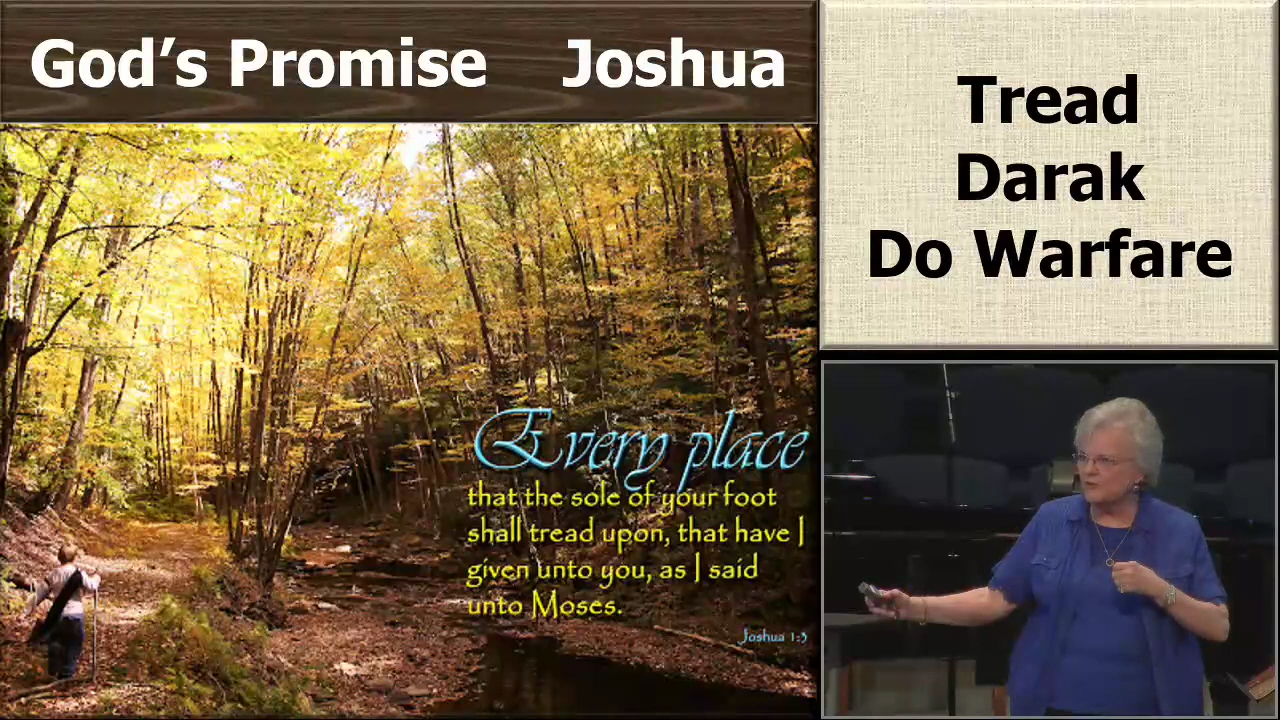 God's Promise Joshua
Tread
Darak
Do Warfare
Every place
that the sole of your foot
shall tread upon, that have I
given unto you, as I said
unto Moses.
Joshua 1:3